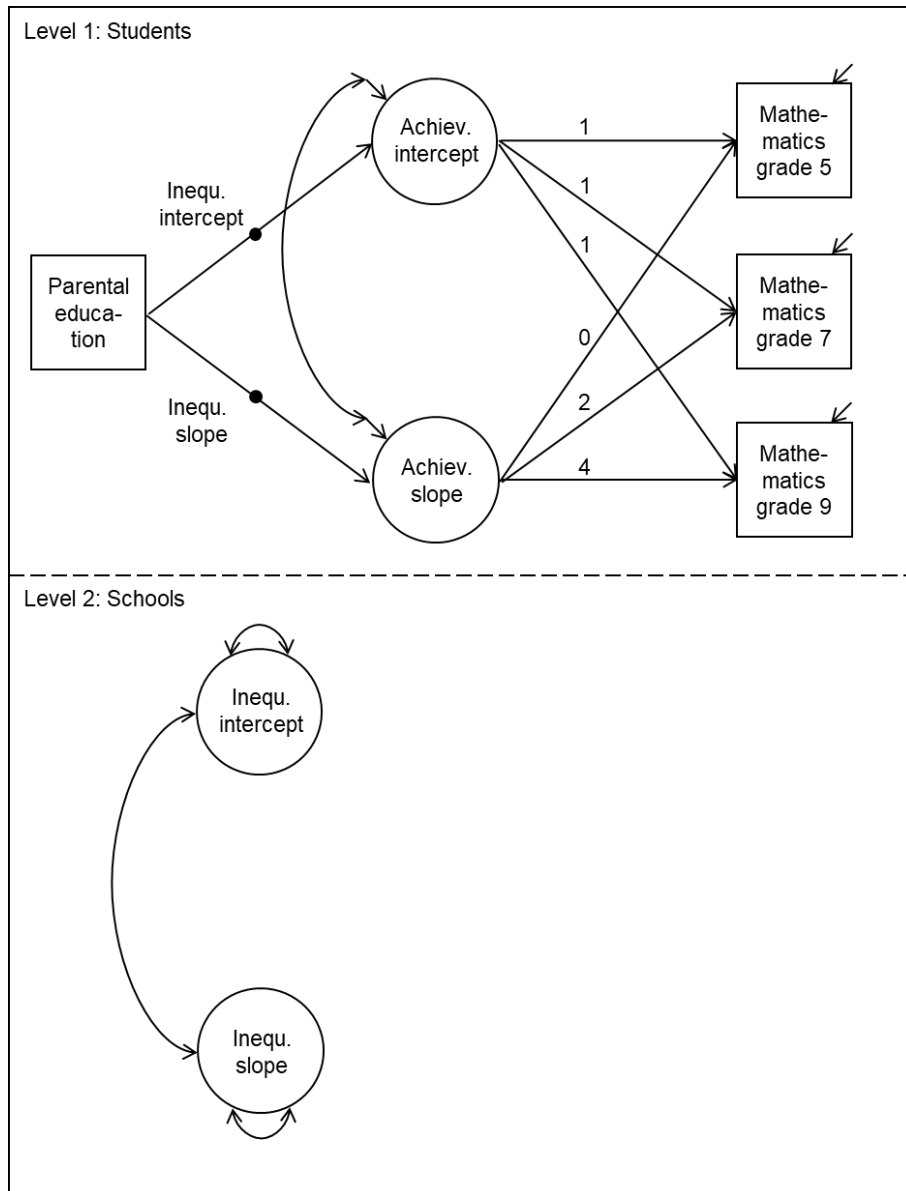 Level 1: Students
Achiev.
intercept
1
Mathe-
matics
grade 5
Inequ.
intercept
1
1
Parental
educa-
tion
Mathe-
matics
grade 7
0
Inequ.
slope
2
Achiev.
slope
4
Mathe-
matics
grade 9
Level 2: Schools
Inequ.
intercept
Inequ.
slope